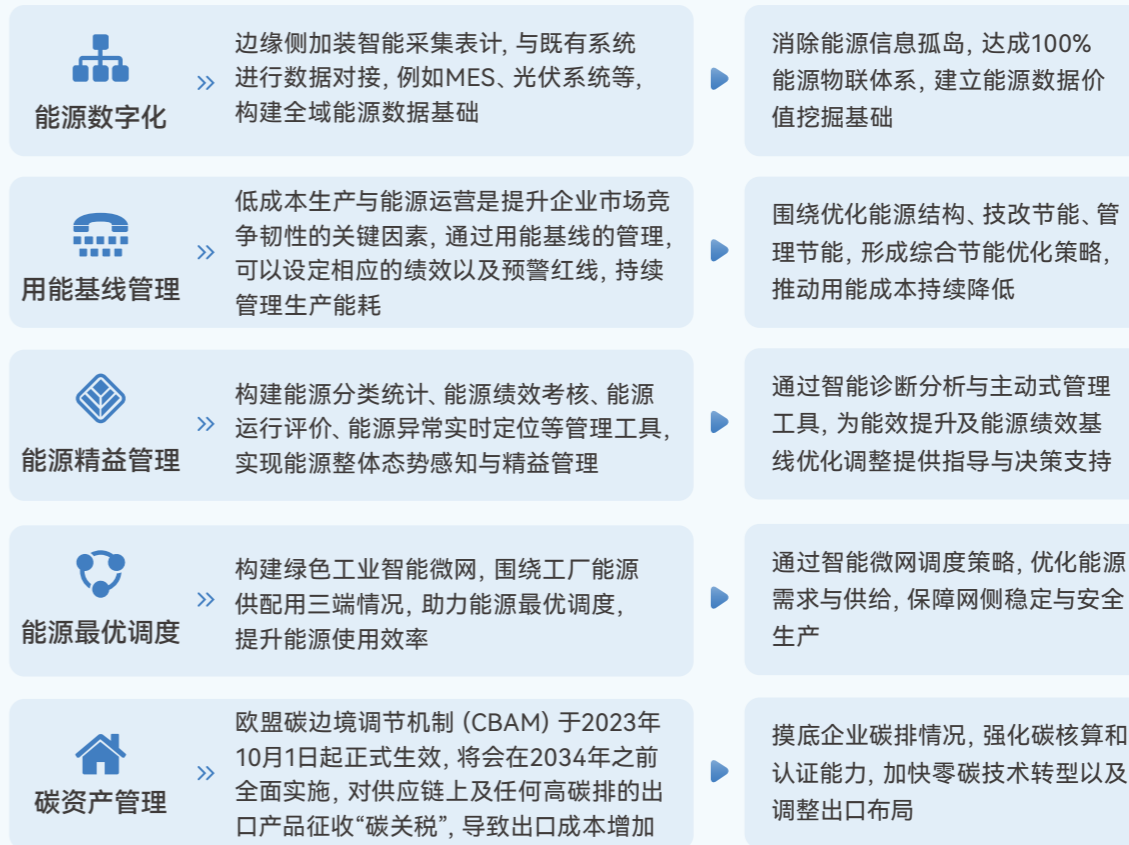 能源数字化
边缘侧加装智能采集表计, 与既有系统
进行数据对接, 例如MES、光伏系统等,
构建全域能源数据基础
消除能源信息孤岛, 达成100%
能源物联体系, 建立能源数据价
值挖掘基础
用能基线管理
低成本生产与能源运营是提升企业市场竞
争韧性的关键因素, 通过用能基线的管理,
可以设定相应的绩效以及预警红线, 持续
管理生产能耗
围绕优化能源结构、技改节能、管
理节能, 形成综合节能优化策略,
推动用能成本持续降低
能源精益管理
构建能源分类统计、能源绩效考核、能源
运行评价、能源异常实时定位等管理工具,
实现能源整体态势感知与精益管理
通过智能诊断分析与主动式管理
工具, 为能效提升及能源绩效基
线优化调整提供指导与决策支持
能源最优调度
构建绿色工业智能微网, 围绕工厂能源
供配用三端情况, 助力能源最优调度,
提升能源使用效率
通过智能微网调度策略, 优化能源
需求与供给, 保障网侧稳定与安全
生产
碳资产管理
欧盟碳边境调节机制 (CBAM) 于2023年
10月1日起正式生效, 将会在2034年之前
全面实施, 对供应链上及任何高碳排的出
口产品征收“碳关税”, 导致出口成本增加
摸底企业碳排情况, 强化碳核算和
认证能力, 加快零碳技术转型以及
调整出口布局